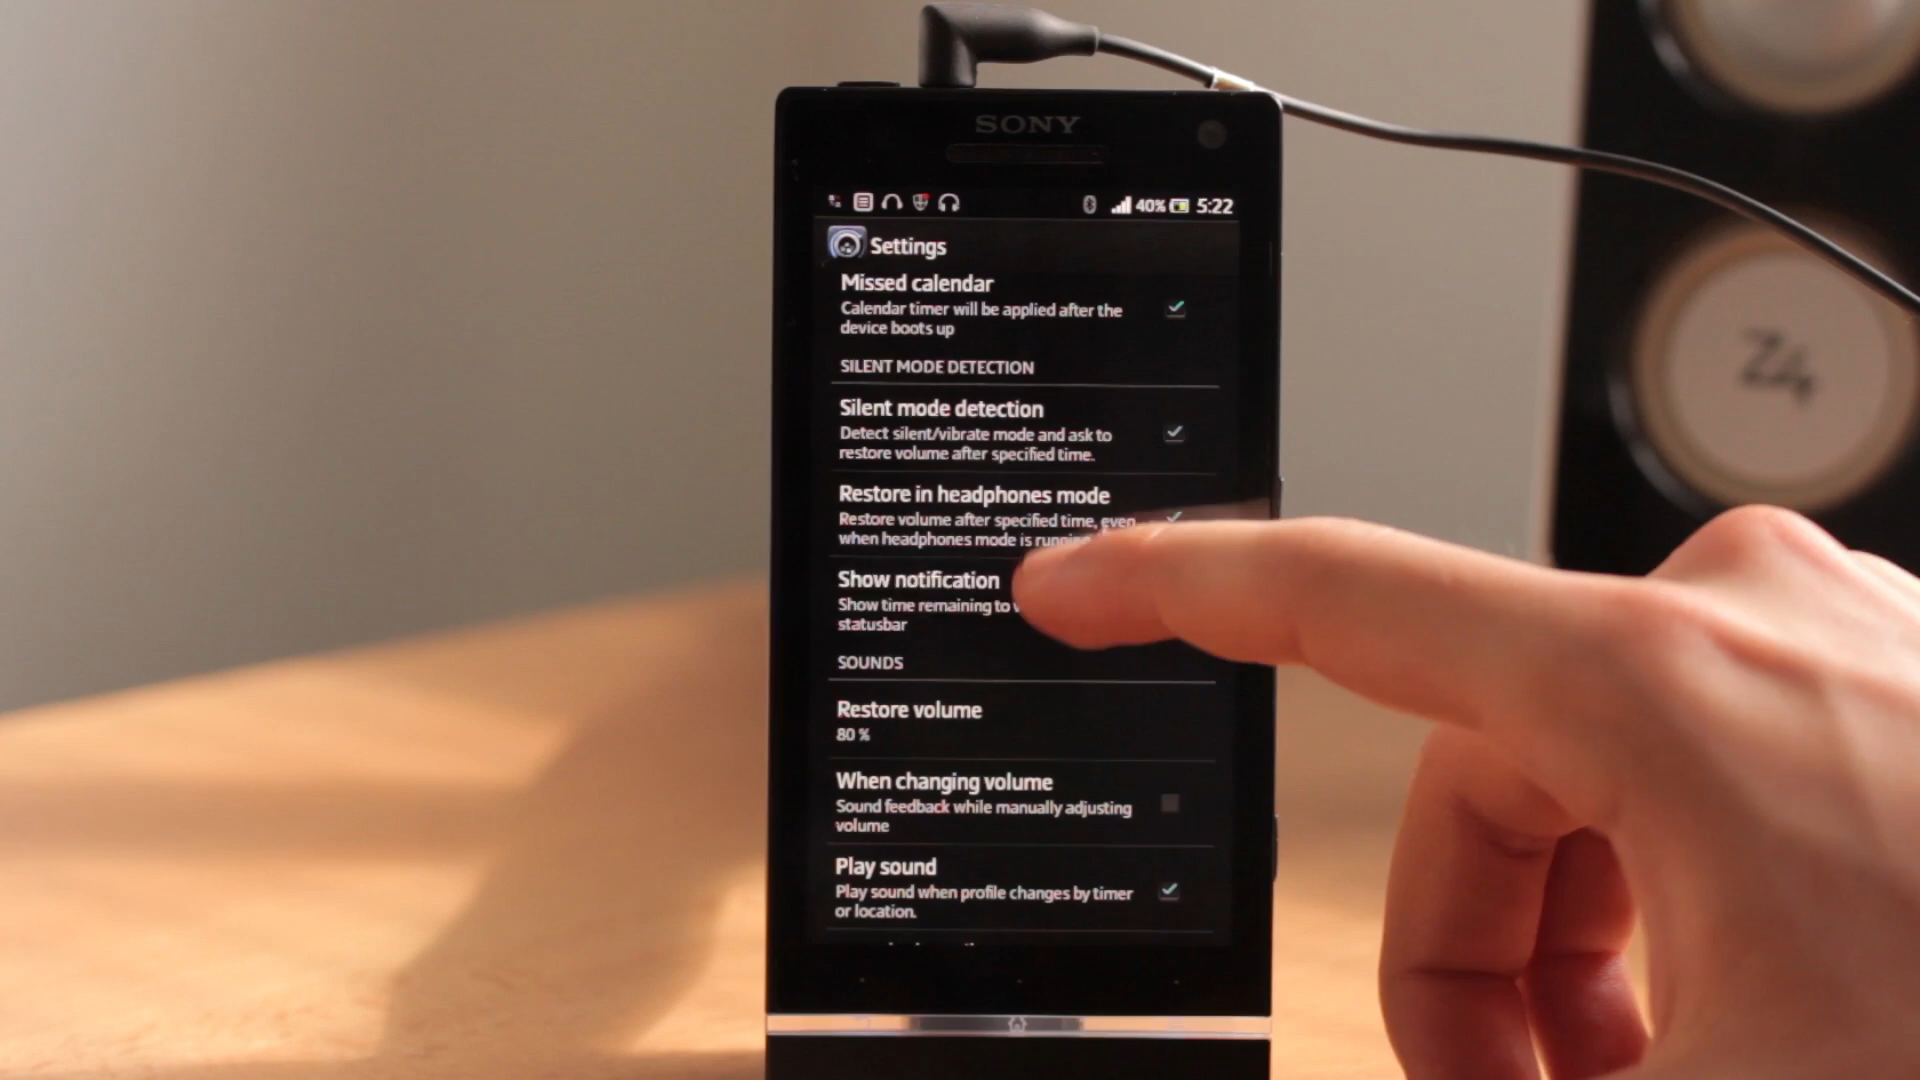 SONY
40% 5:22
Settings
Missed calendar
Calendar timer will be applied after the
device boots up
SILENT MODE DETECTION
Silent mode detection
Detect silent/vibrate mode and ask to
restore volume after specified time.
Restore in headphones mode
Restore volume after specified time, even
when headphones mode is
Show notification
Show time remaining to
statusbar
SOUNDS
Restore volume
80 %
When changing volume
Sound feedback while manually adjusting
volume
Play sound
Play sound when profile changes by timer
or location.
Z4